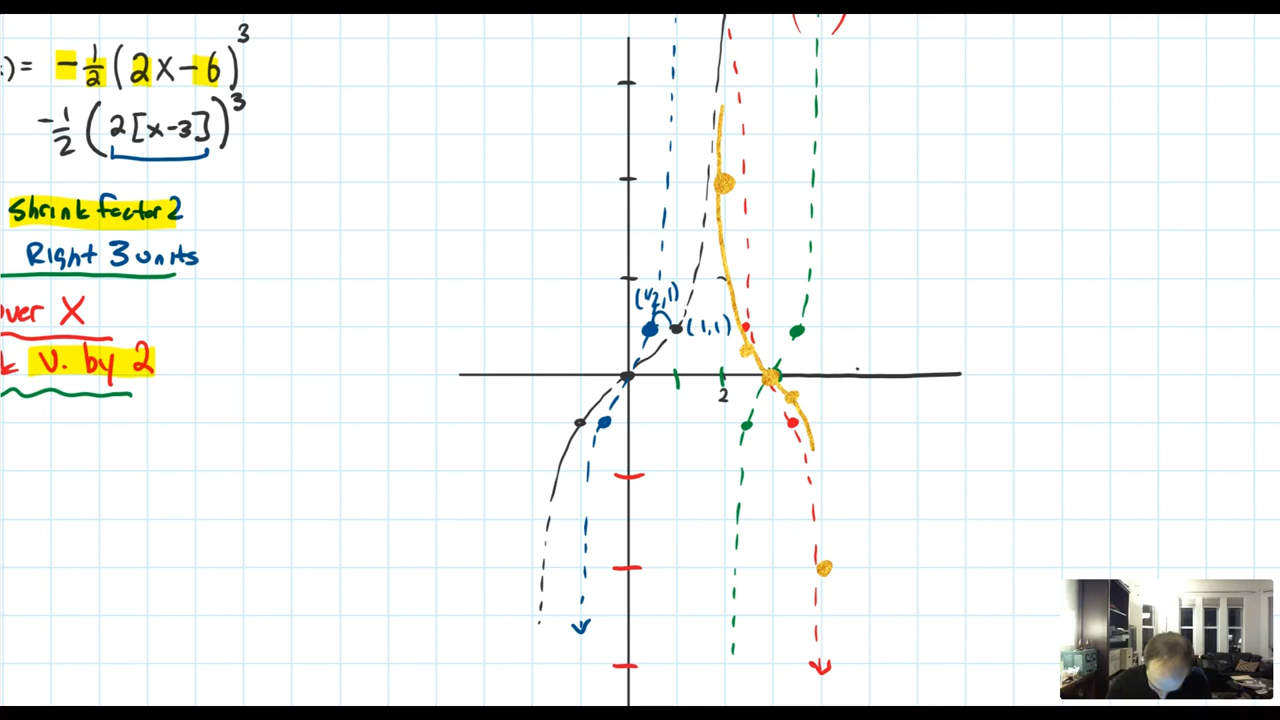 ) = - 1/2 (2x-6)^3
-1/2 (2[x-3])^3
Shrink factor 2
Right 3 units
over X
k V. by 2
(1/2,1)
(1,1)
2